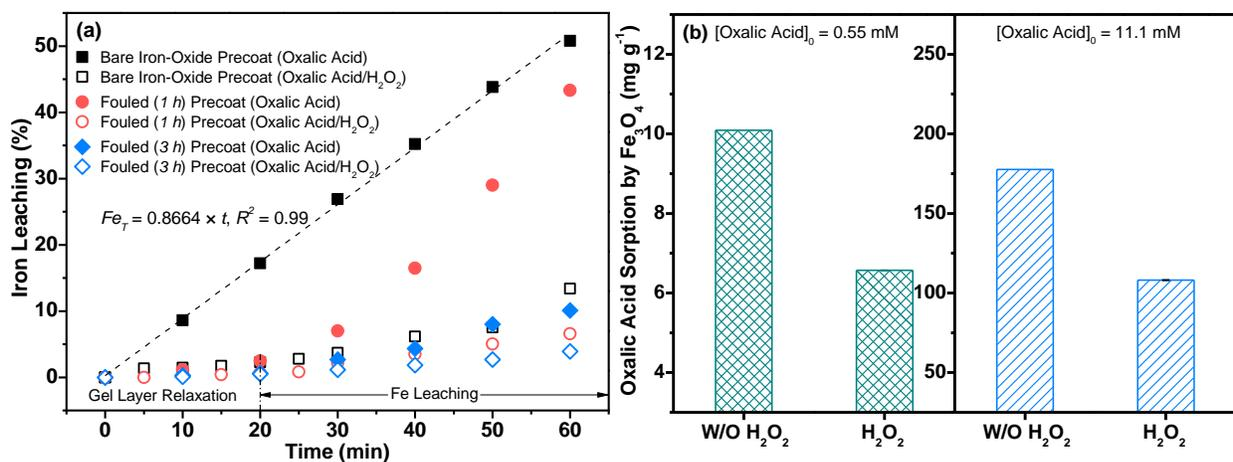 (a)
Bare Iron-Oxide Precoat (Oxalic Acid)
Bare Iron-Oxide Precoat (Oxalic Acid/H₂O₂)
Fouled (1 h) Precoat (Oxalic Acid)
Fouled (1 h) Precoat (Oxalic Acid/H₂O₂)
Fouled (3 h) Precoat (Oxalic Acid)
Fouled (3 h) Precoat (Oxalic Acid/H₂O₂)
Fe_T = 0.8664 × t, R² = 0.99
Gel Layer Relaxation
Fe Leaching
Iron Leaching (%)
50
40
30
20
10
0
0 10 20 30 40 50 60
Time (min)
(b)
[Oxalic Acid]₀ = 0.55 mM
[Oxalic Acid]₀ = 11.1 mM
Oxalic Acid Sorption by Fe₃O₄ (mg g⁻¹)
12
10
8
6
4
250
200
150
100
50
W/O H₂O₂ H₂O₂ W/O H₂O₂ H₂O₂